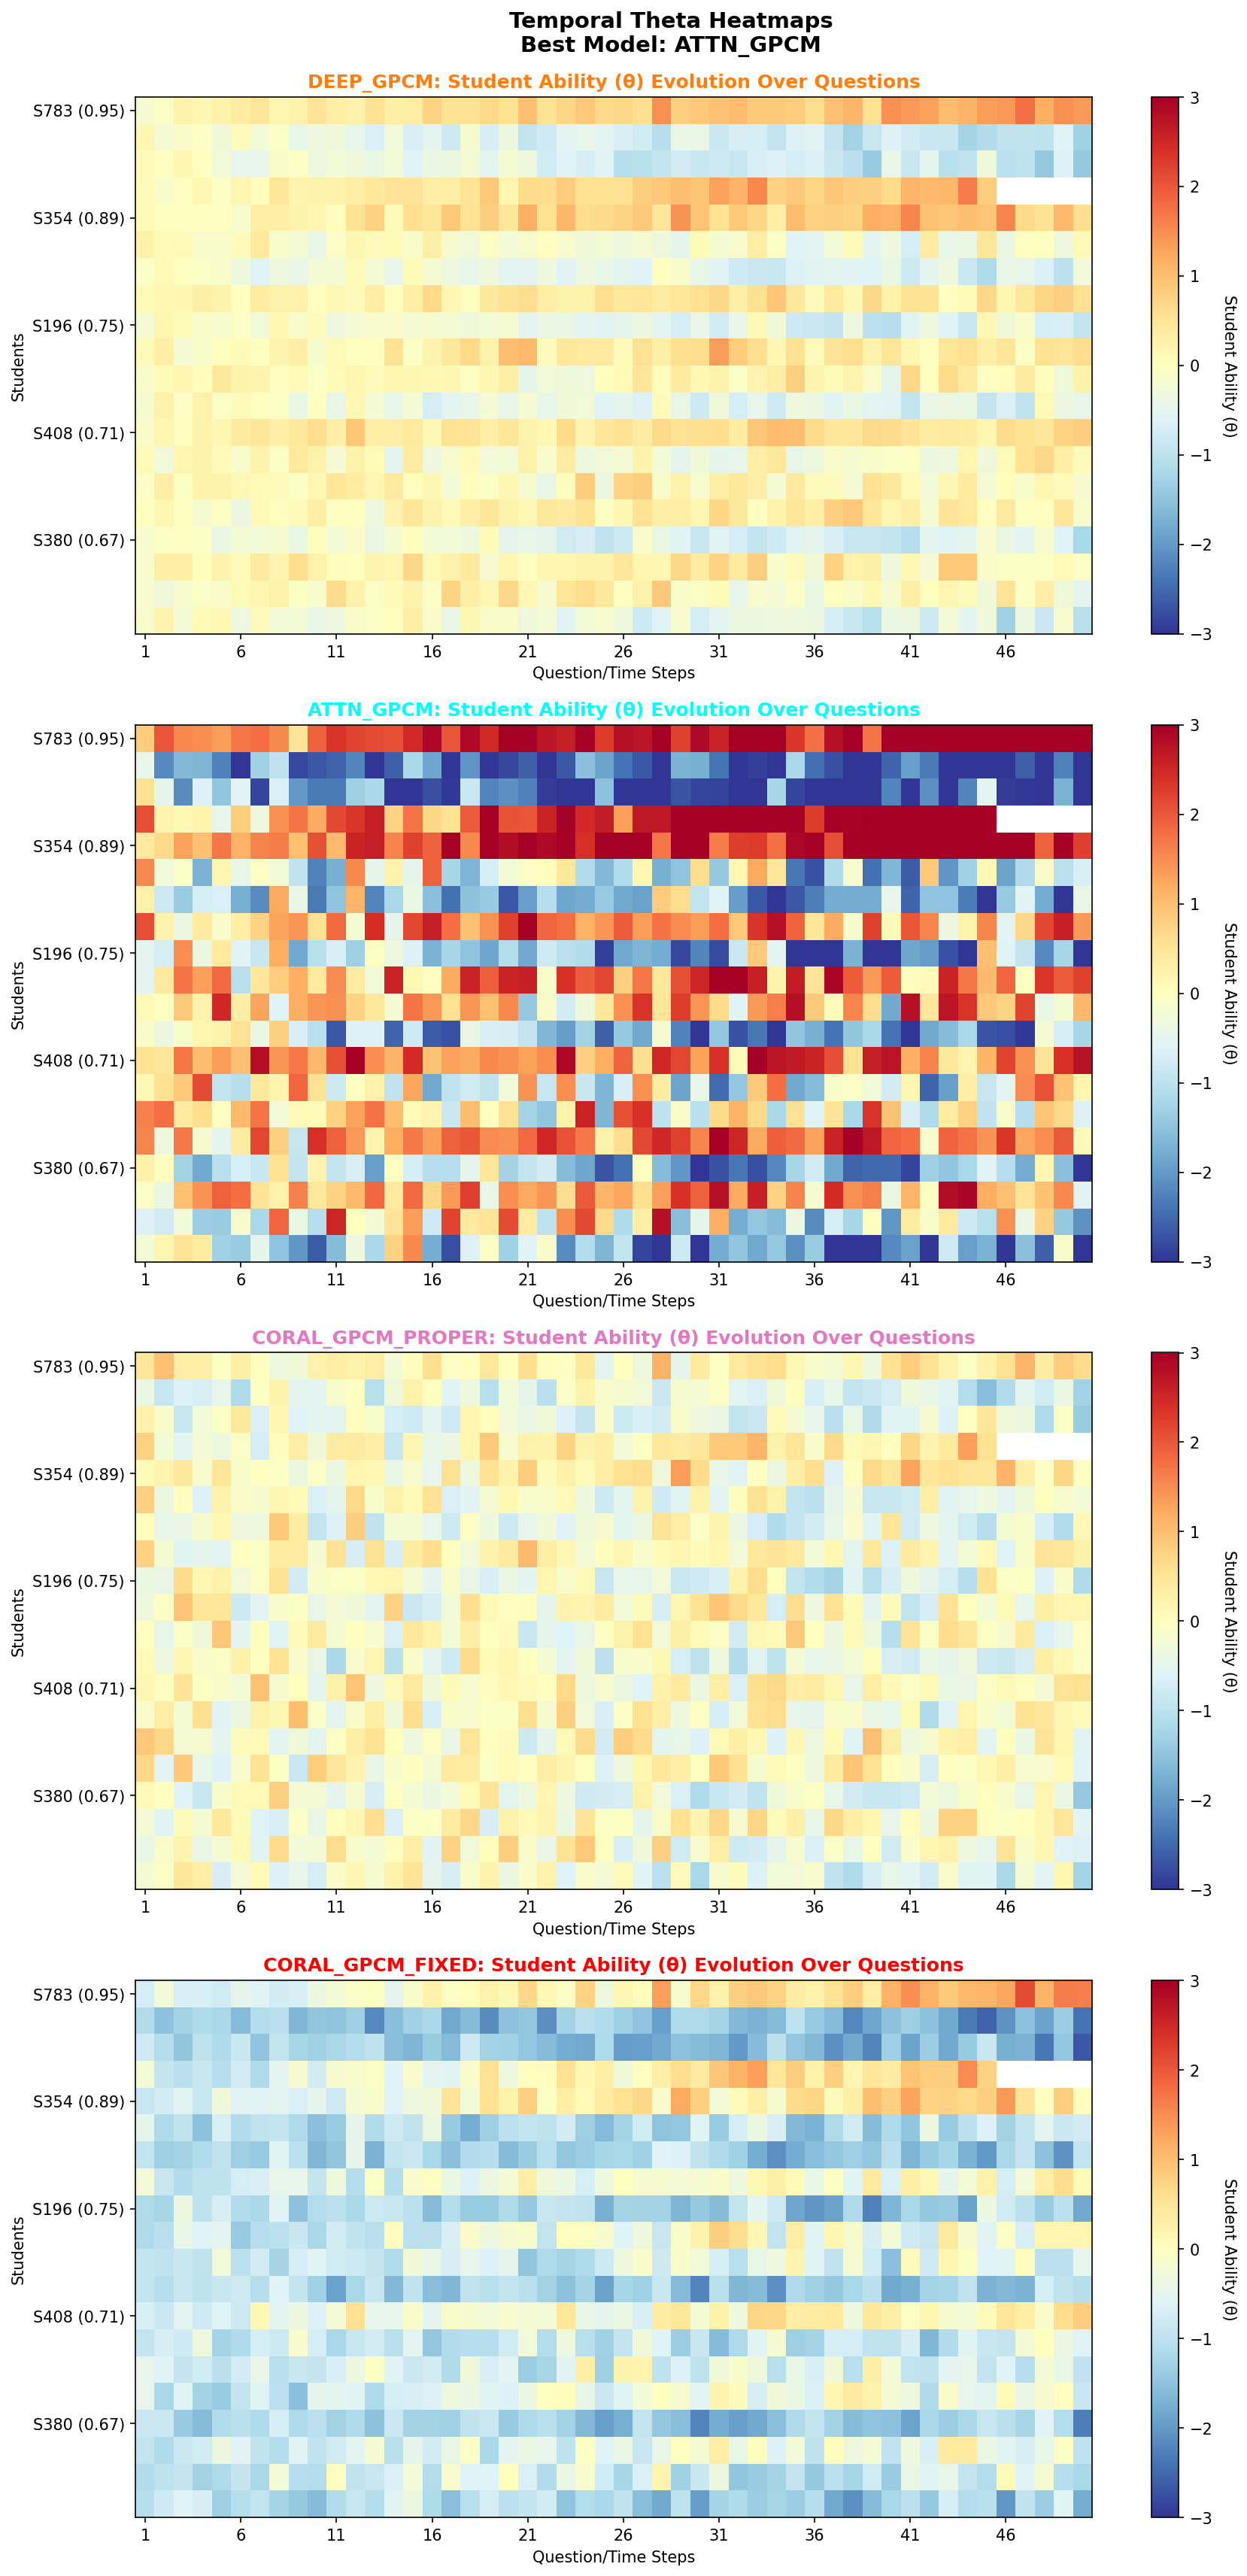 Temporal Theta Heatmaps
Best Model: ATTN_GPCM
DEEP_GPCM: Student Ability (θ) Evolution Over Questions
S783 (0.95)
S354 (0.89)
S196 (0.75)
S408 (0.71)
S380 (0.67)
Students
1 6 11 16 21 26 31 36 41 46
Question/Time Steps
3
2
1
0
−1
−2
−3
Student Ability (θ)
ATTN_GPCM: Student Ability (θ) Evolution Over Questions
S783 (0.95)
S354 (0.89)
S196 (0.75)
S408 (0.71)
S380 (0.67)
Students
1 6 11 16 21 26 31 36 41 46
Question/Time Steps
3
2
1
0
−1
−2
−3
Student Ability (θ)
CORAL_GPCM_PROPER: Student Ability (θ) Evolution Over Questions
S783 (0.95)
S354 (0.89)
S196 (0.75)
S408 (0.71)
S380 (0.67)
Students
1 6 11 16 21 26 31 36 41 46
Question/Time Steps
3
2
1
0
−1
−2
−3
Student Ability (θ)
CORAL_GPCM_FIXED: Student Ability (θ) Evolution Over Questions
S783 (0.95)
S354 (0.89)
S196 (0.75)
S408 (0.71)
S380 (0.67)
Students
1 6 11 16 21 26 31 36 41 46
Question/Time Steps
3
2
1
0
−1
−2
−3
Student Ability (θ)